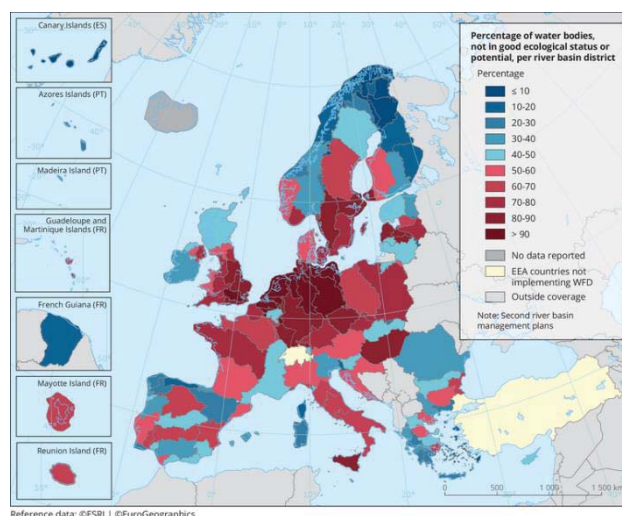 Canary Islands (ES)
Azores Islands (PT)
Madeira Island (PT)
Guadeloupe and
Martinique Islands (FR)
French Guiana (FR)
Mayotte Island (FR)
Reunion Island (FR)
Percentage of water bodies,
not in good ecological status or
potential, per river basin district
Percentage
≤ 10
10-20
20-30
30-40
40-50
50-60
60-70
70-80
80-90
> 90
No data reported
EEA countries not
implementing WFD
Outside coverage
Note: Second river basin
management plans
0 500 1 000 1 500 km
Reference data: ©ESRI | ©EuroGeographics